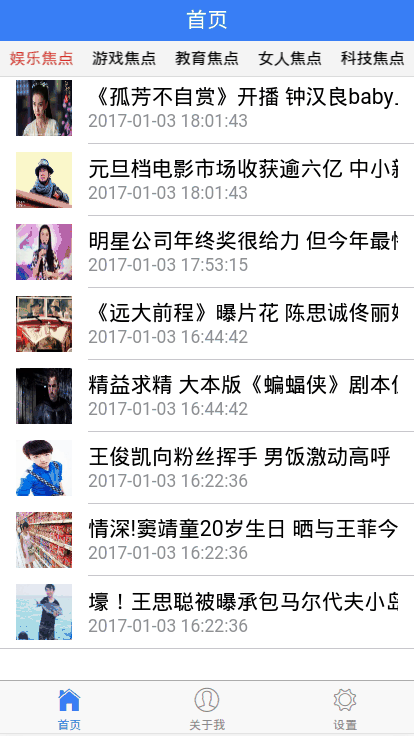 首页
娱乐焦点 游戏焦点 教育焦点 女人焦点 科技焦点
《孤芳不自赏》开播 钟汉良baby.
2017-01-03 18:01:43
元旦档电影市场收获逾六亿 中小
2017-01-03 18:01:43
明星公司年终奖很给力 但今年最
2017-01-03 17:53:15
《远大前程》曝片花 陈思诚佟丽
2017-01-03 16:44:42
精益求精 大本版《蝙蝠侠》剧本
2017-01-03 16:44:42
王俊凯向粉丝挥手 男饭激动高呼
2017-01-03 16:22:36
情深!窦靖童20岁生日 晒与王菲今
2017-01-03 16:22:36
壕！王思聪被曝承包马尔代夫小岛
2017-01-03 16:22:36
首页 关于我 设置